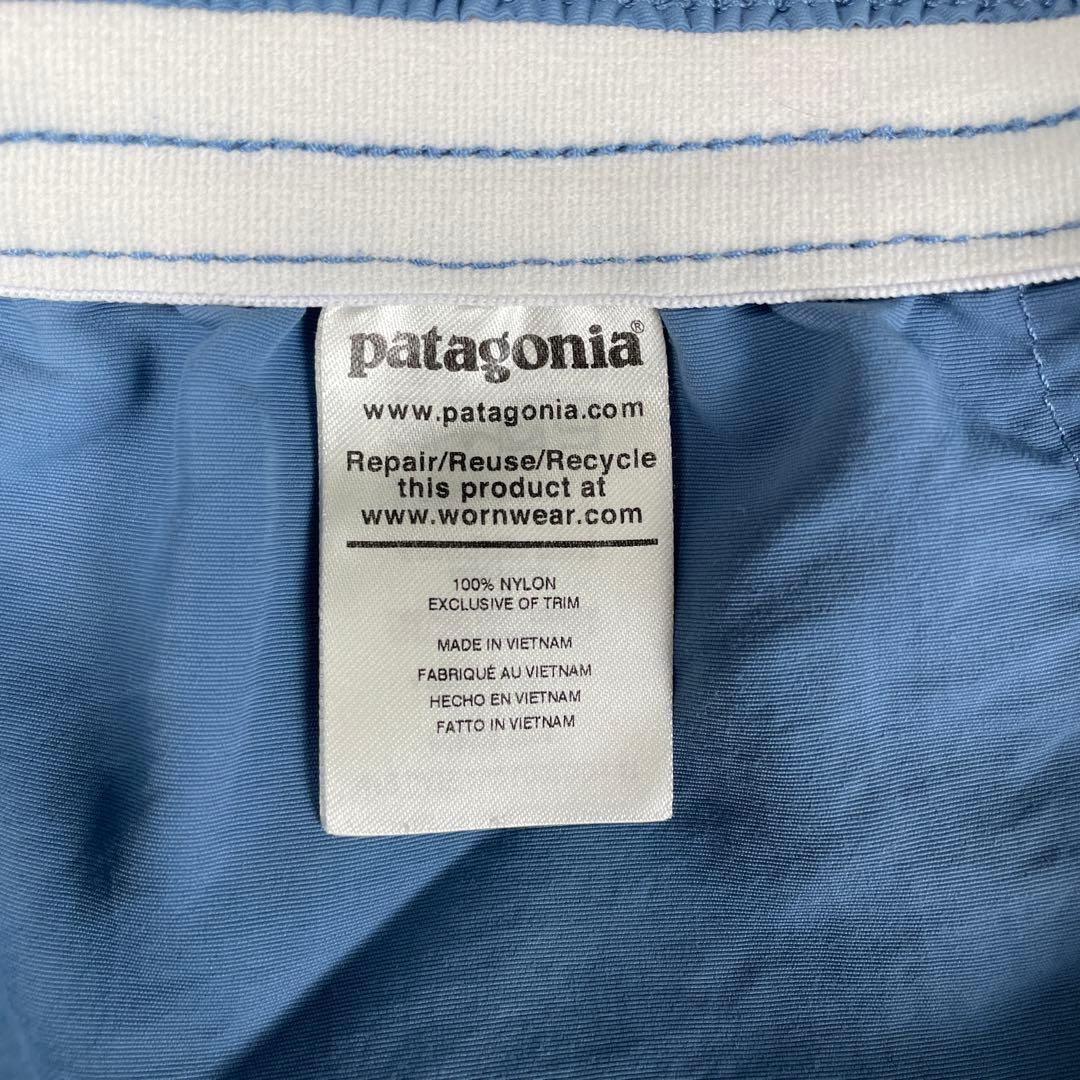 patagonia®
www.patagonia.com
Repair/Reuse/Recycle
this product at
www.wornwear.com
100% NYLON
EXCLUSIVE OF TRIM
MADE IN VIETNAM
FABRIQUÉ AU VIETNAM
HECHO EN VIETNAM
FATTO IN VIETNAM